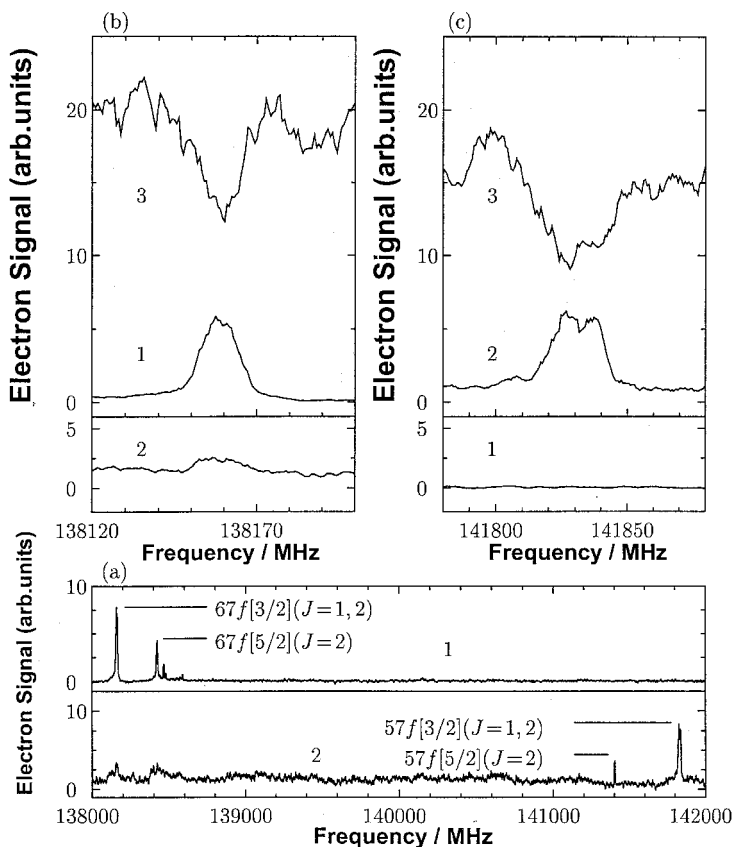 (b)
(c)
Electron Signal (arb.units)
20
10
0
3
1
5
0
2
138120
138170
Frequency / MHz
Electron Signal (arb.units)
20
10
0
3
2
5
0
1
141800
141850
Frequency / MHz
(a)
Electron Signal (arb.units)
10
0
67f[3/2](J=1,2)
67f[5/2](J=2)
1
10
0
57f[3/2](J=1,2)
57f[5/2](J=2)
2
138000
139000
140000
141000
142000
Frequency / MHz